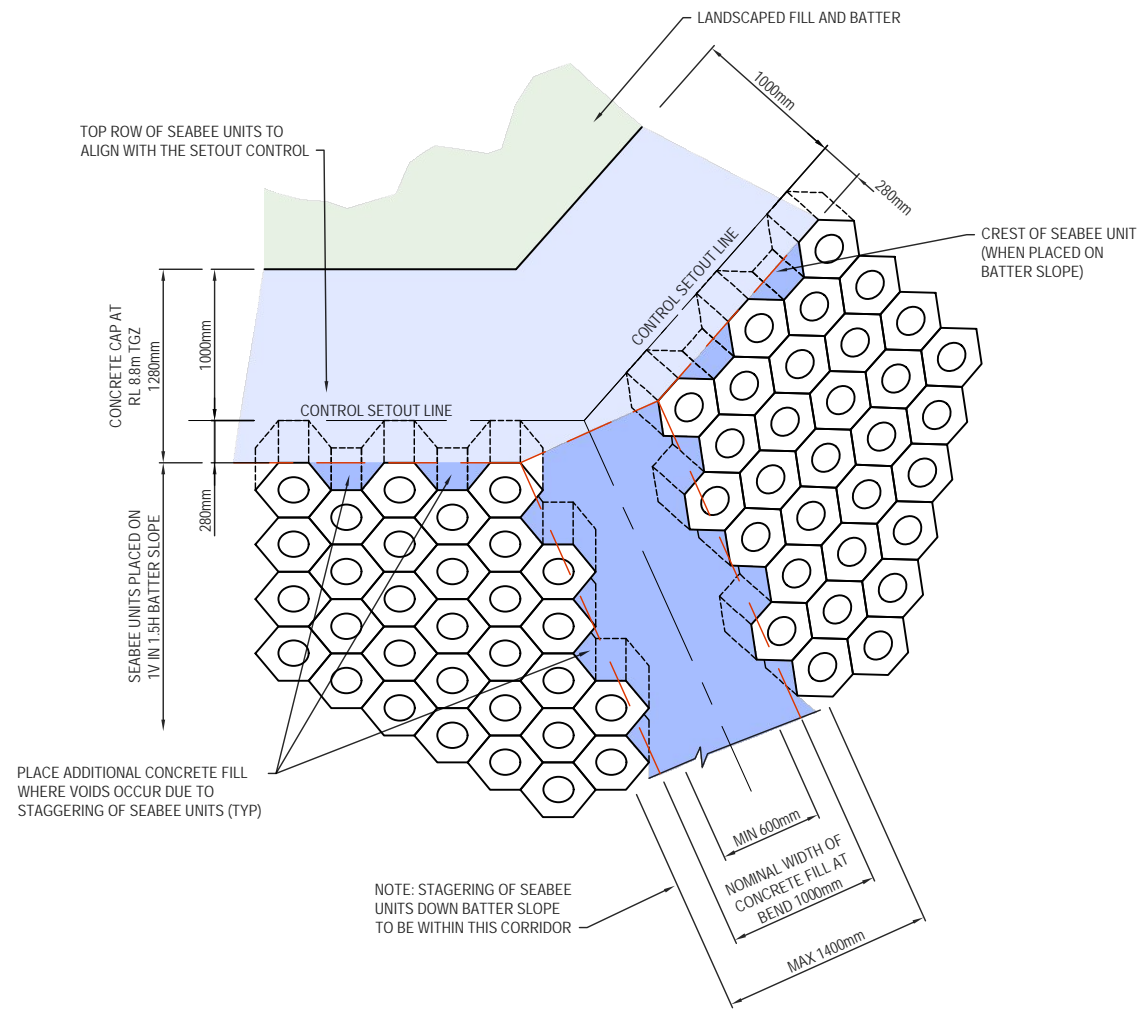 LANDSCAPED FILL AND BATTER
1000mm
280mm
TOP ROW OF SEABEE UNITS TO
ALIGN WITH THE SETOUT CONTROL
CREST OF SEABEE UNIT
(WHEN PLACED ON
BATTER SLOPE)
CONTROL SETOUT LINE
CONCRETE CAP AT
RL 8.8m TGZ
1280mm
1000mm
CONTROL SETOUT LINE
280mm
SEABEE UNITS PLACED ON
1V IN 1.5H BATTER SLOPE
PLACE ADDITIONAL CONCRETE FILL
WHERE VOIDS OCCUR DUE TO
STAGGERING OF SEABEE UNITS (TYP)
MIN 600mm
NOMINAL WIDTH OF
CONCRETE FILL AT
BEND 1000mm
MAX 1400mm
NOTE: STAGERING OF SEABEE
UNITS DOWN BATTER SLOPE
TO BE WITHIN THIS CORRIDOR